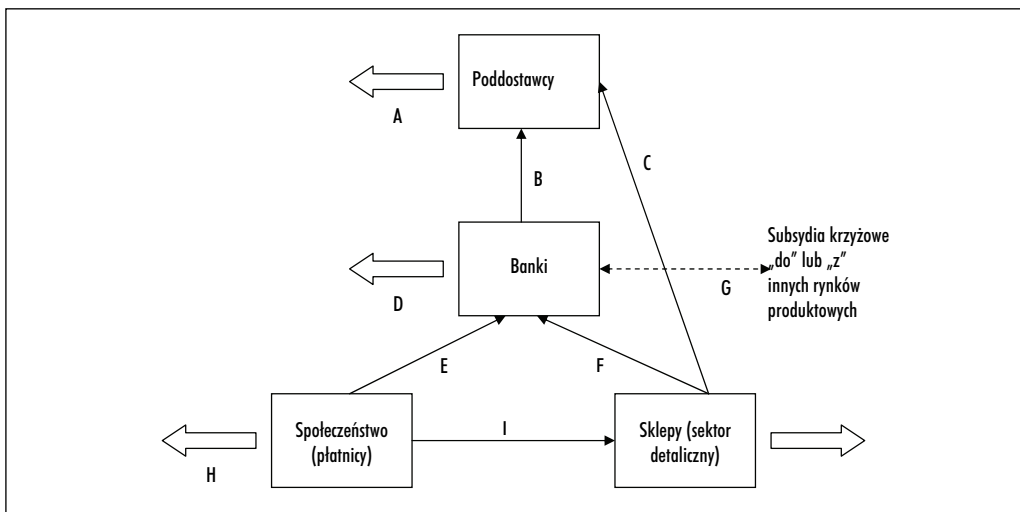 Poddostawcy
A
B
C
Banki
Subsydia krzyżowe
„do” lub „z”
innych rynków
produktowych
D
G
E
F
Społeczeństwo
(płatnicy)
I
Sklepy (sektor
detaliczny)
H